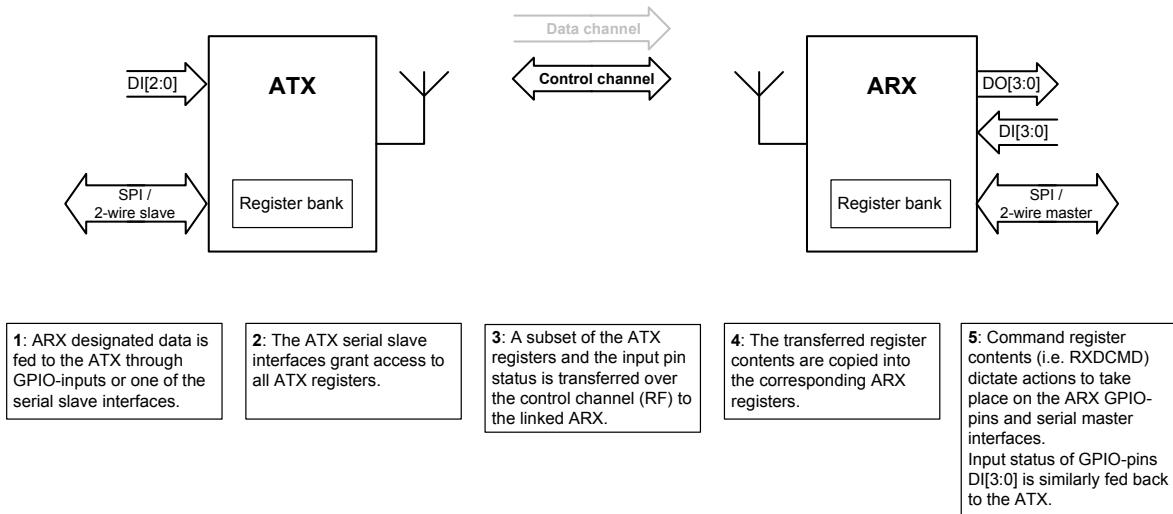 Data channel
Control channel
DI[2:0]
ATX
SPI /
2-wire slave
Register bank
ARX
DO[3:0]
DI[3:0]
SPI /
2-wire master
Register bank
1: ARX designated data is
fed to the ATX through
GPIO-inputs or one of the
serial slave interfaces.
2: The ATX serial slave
interfaces grant access to
all ATX registers.
3: A subset of the ATX
registers and the input pin
status is transferred over
the control channel (RF) to
the linked ARX.
4: The transferred register
contents are copied into
the corresponding ARX
registers.
5: Command register
contents (i.e. RXDCMD)
dictate actions to take
place on the ARX GPIO-
pins and serial master
interfaces.
Input status of GPIO-pins
DI[3:0] is similarly fed back
to the ATX.